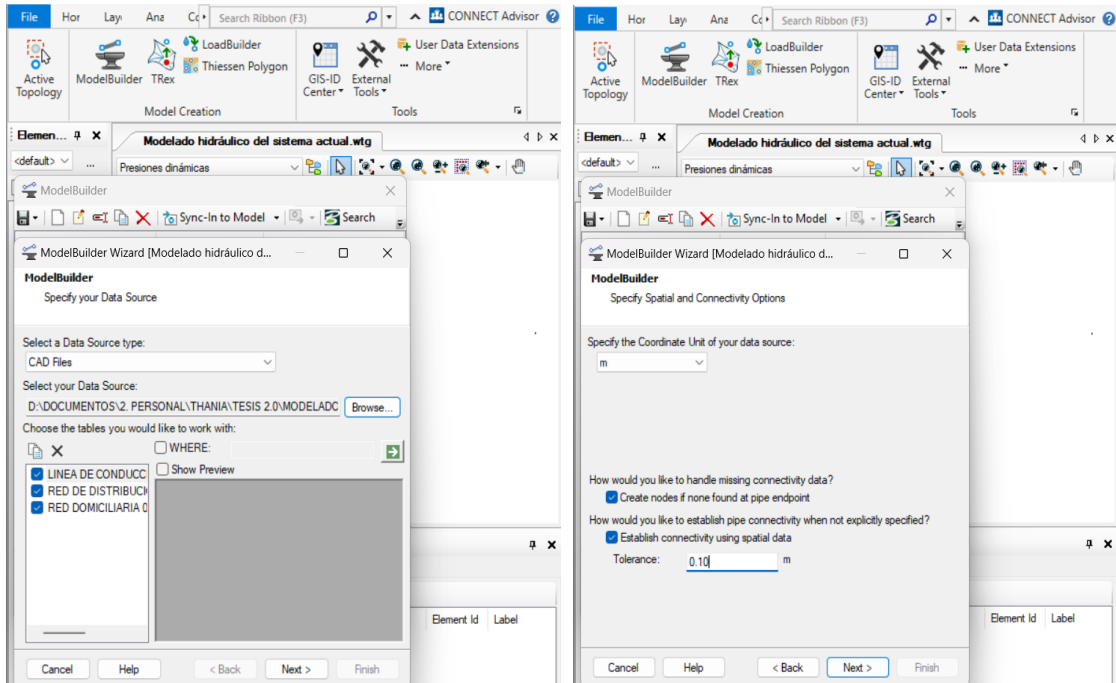 File Hor Lay Ana Co Search Ribbon (F3) CONNECT Advisor
Active Topology
ModelBuilder
TRex
LoadBuilder
Thiessen Polygon
GIS-ID Center
External Tools
User Data Extensions
More
Model Creation
Tools
Elemen...
Modelado hidráulico del sistema actual.wtg
<default>
...
Presiones dinámicas
ModelBuilder
Sync-In to Model
Search
ModelBuilder Wizard [Modelado hidráulico d...
ModelBuilder
Specify your Data Source
Select a Data Source type:
CAD Files
Select your Data Source:
D:\DOCUMENTOS\2. PERSONAL\THANIA\TESIS 2.0\MODELADO
Browse...
Choose the tables you would like to work with:
WHERE:
Show Preview
LINEA DE CONDUCC
RED DE DISTRIBUCI
RED DOMICILIARIA 0
Element Id Label
Cancel Help < Back Next > Finish
File Hor Lay Ana Co Search Ribbon (F3) CONNECT Advisor
Active Topology
ModelBuilder
TRex
LoadBuilder
Thiessen Polygon
GIS-ID Center
External Tools
User Data Extensions
More
Model Creation
Tools
Elemen...
Modelado hidráulico del sistema actual.wtg
<default>
...
Presiones dinámicas
ModelBuilder
Sync-In to Model
Search
ModelBuilder Wizard [Modelado hidráulico d...
ModelBuilder
Specify Spatial and Connectivity Options
Specify the Coordinate Unit of your data source:
m
How would you like to handle missing connectivity data?
Create nodes if none found at pipe endpoint
How would you like to establish pipe connectivity when not explicitly specified?
Establish connectivity using spatial data
Tolerance: 0.10 m
Element Id Label
Cancel Help < Back Next > Finish